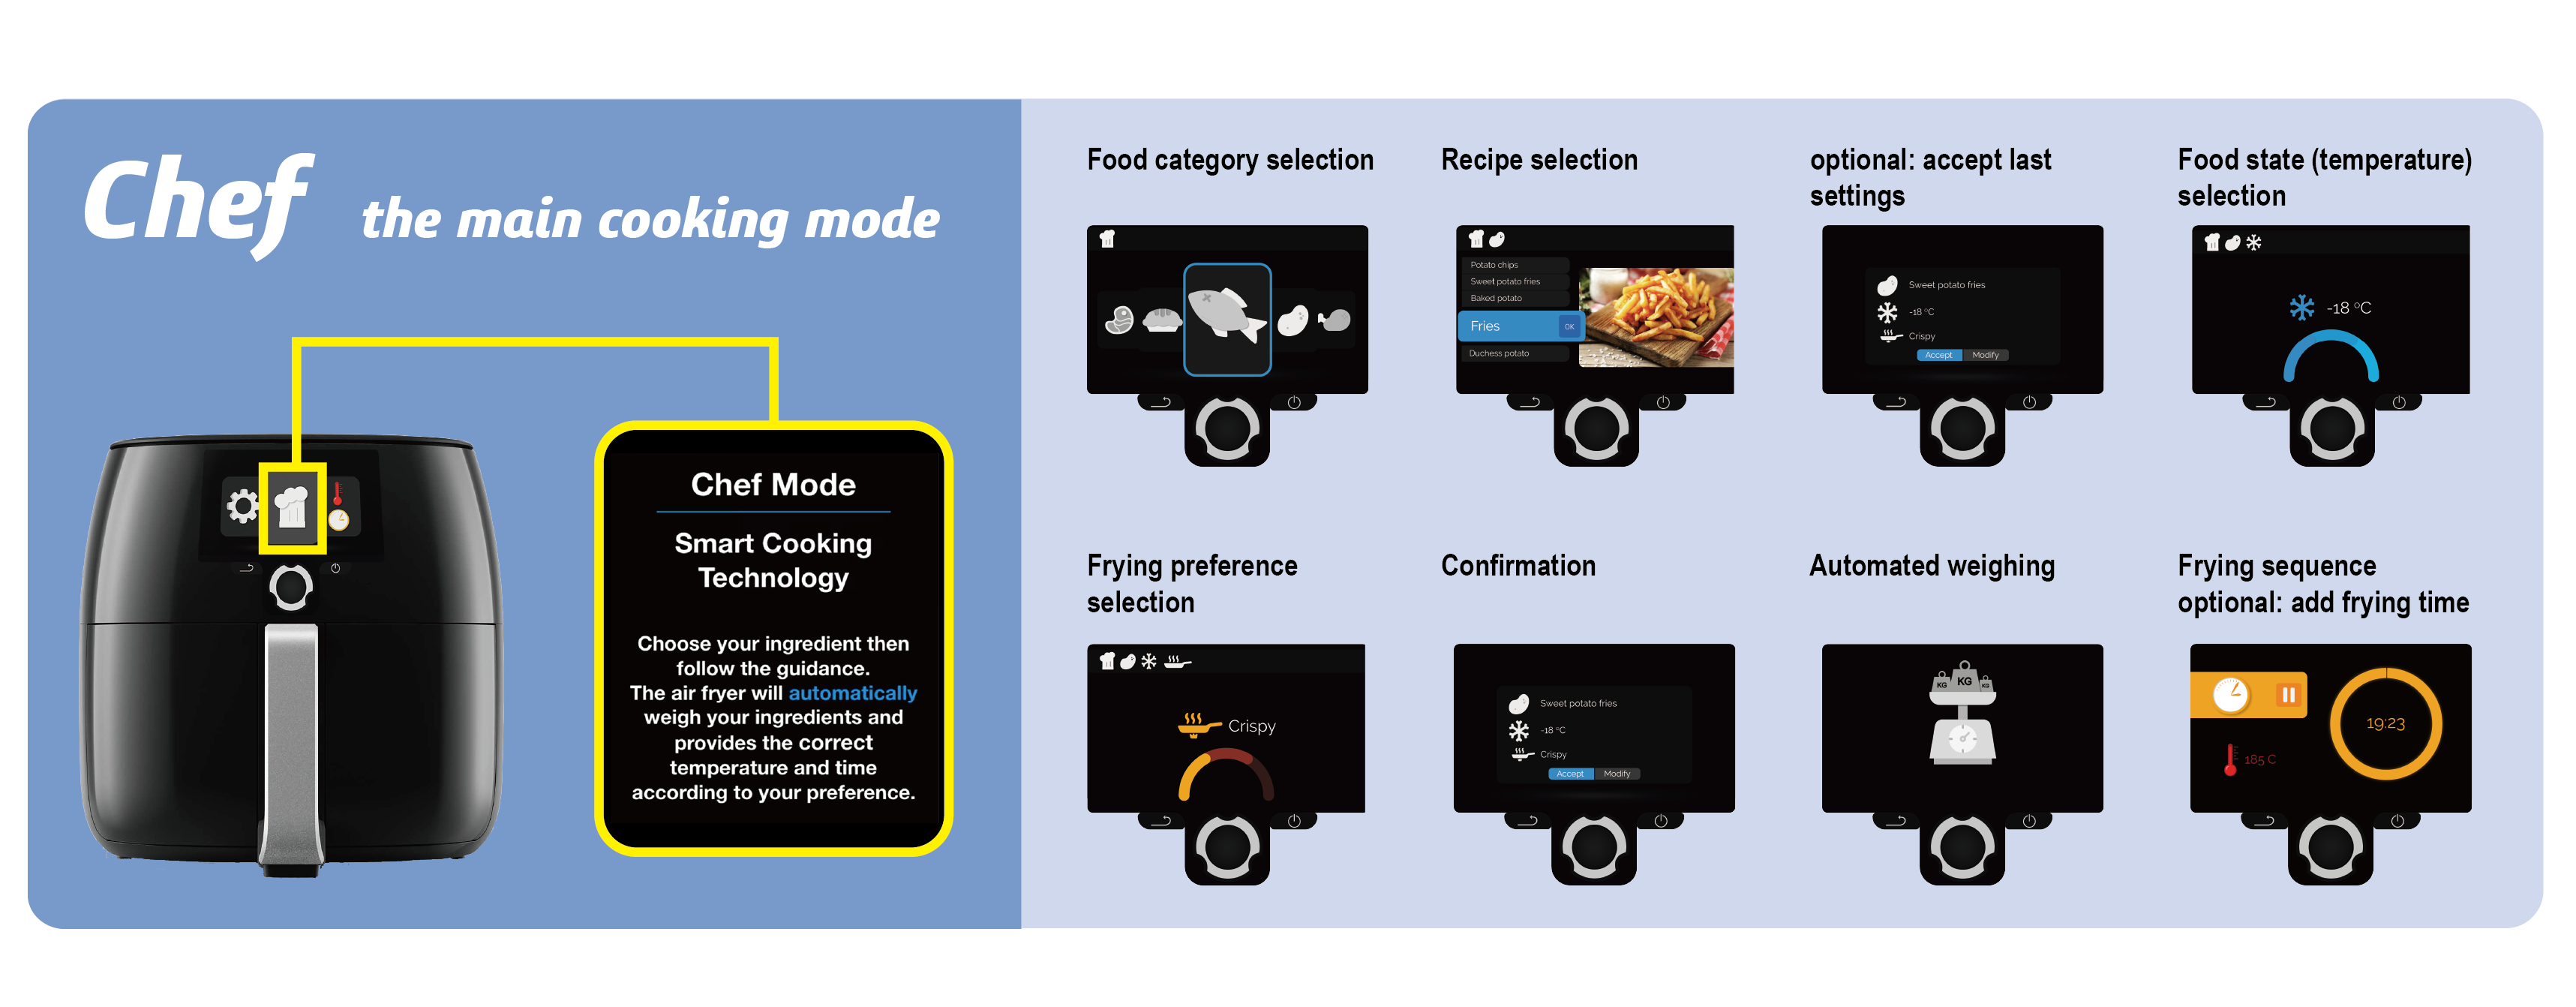 Chef the main cooking mode
Chef Mode
Smart Cooking
Technology
Choose your ingredient then
follow the guidance.
The air fryer will automatically
weigh your ingredients and
provides the correct
temperature and time
according to your preference.
Food category selection
Recipe selection
Potato chips
Sweet potato fries
Baked potato
Fries OK
Duchess potato
optional: accept last
settings
Sweet potato fries
-18 °C
Crispy
Accept Modify
Food state (temperature)
selection
-18 °C
Frying preference
selection
Crispy
Confirmation
Sweet potato fries
-18 °C
Crispy
Accept Modify
Automated weighing
KG KG KG
Frying sequence
optional: add frying time
19:23
185 C